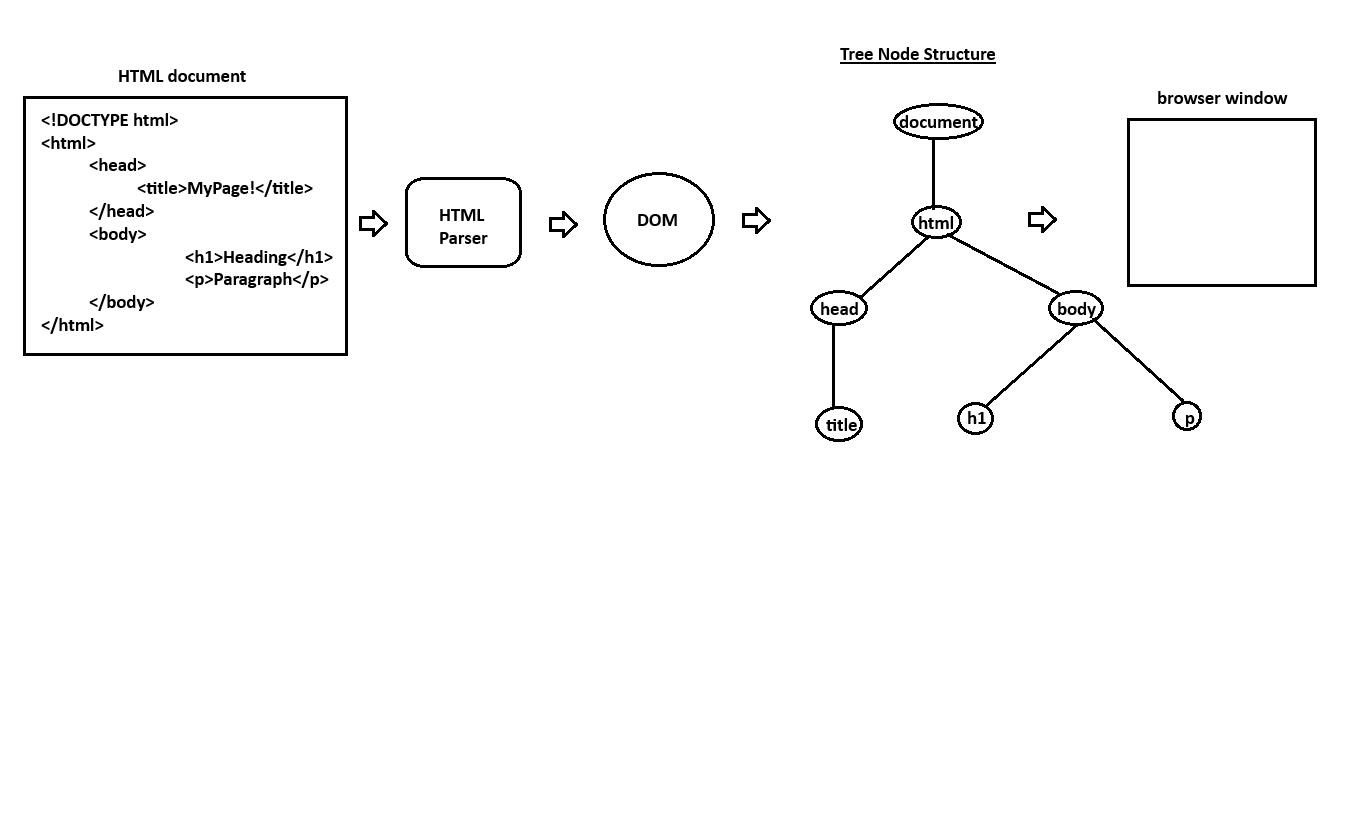 HTML document
<!DOCTYPE html>
<html>
<head>
<title>MyPage!</title>
</head>
<body>
<h1>Heading</h1>
<p>Paragraph</p>
</body>
</html>
HTML
Parser
DOM
Tree Node Structure
document
html
head
body
title
h1
p
browser window